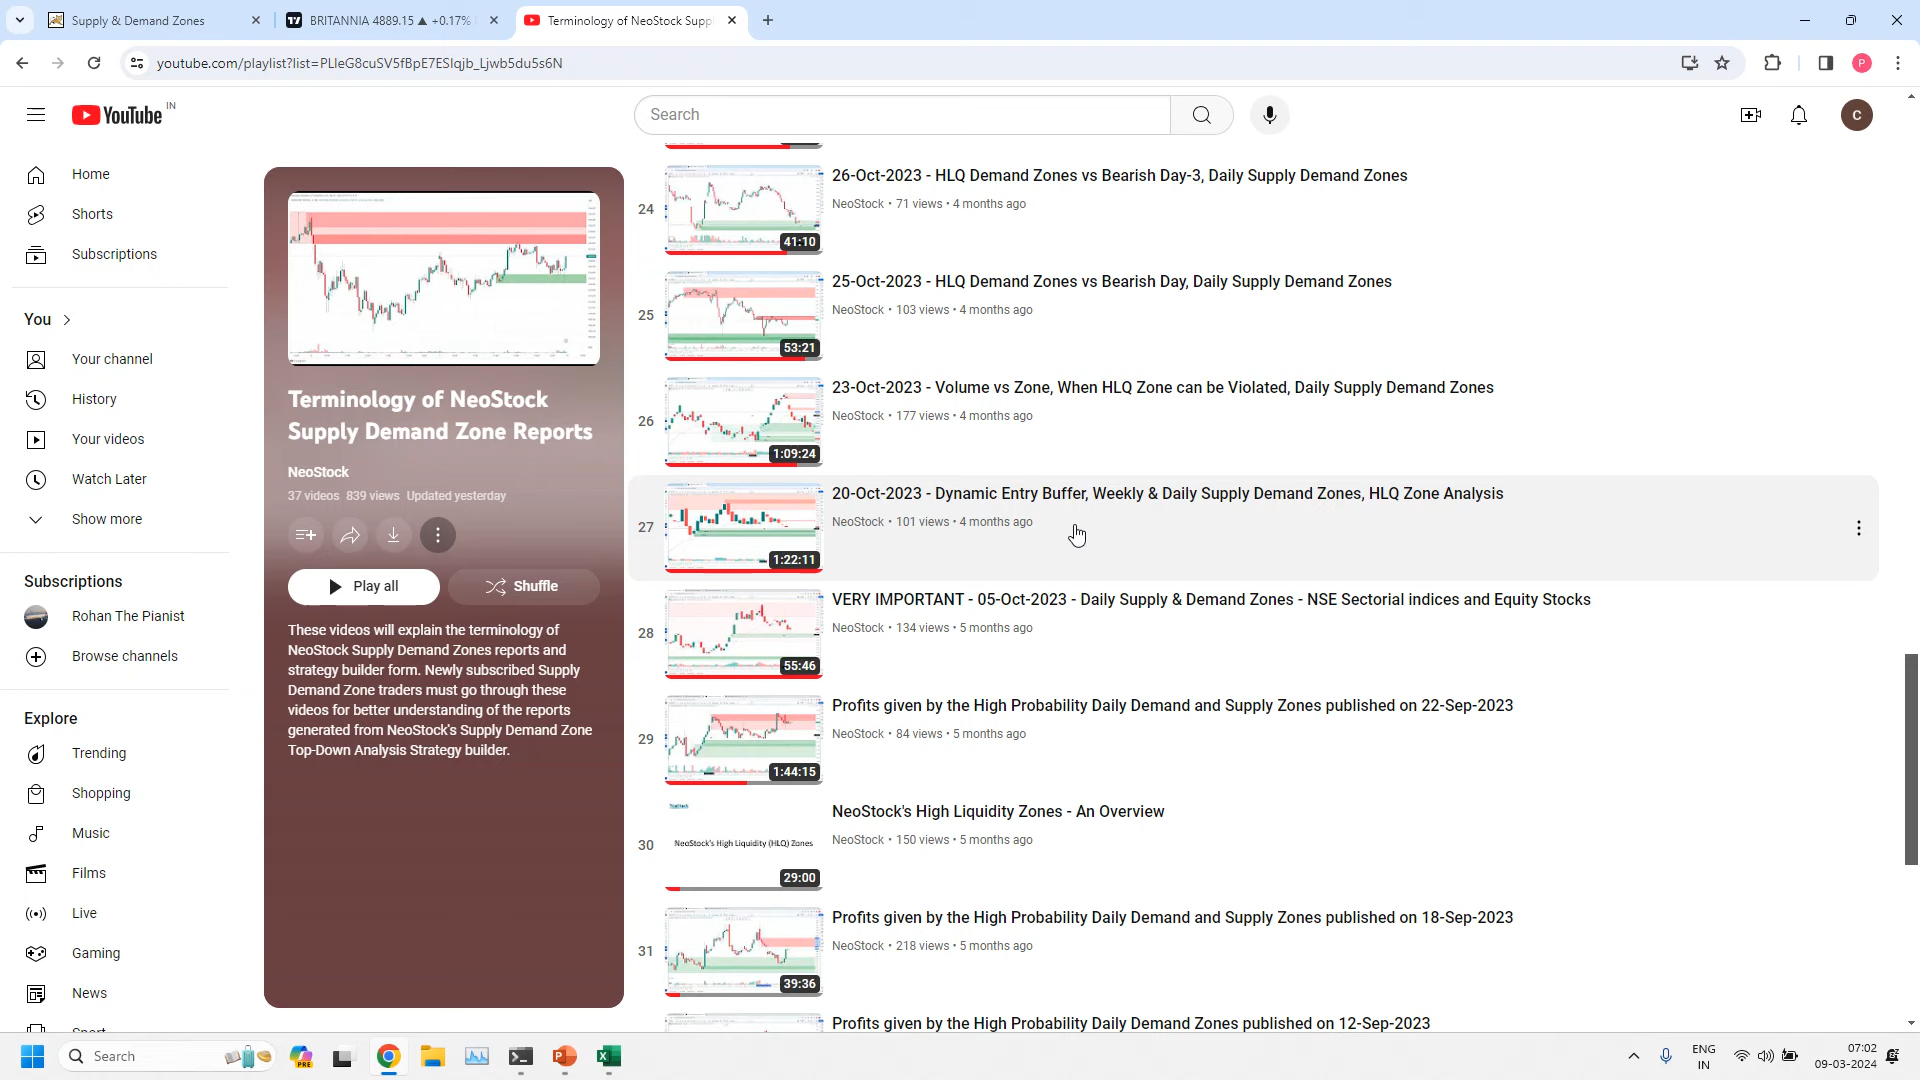 Supply & Demand Zones
BRITANNIA 4889.15 ▲ +0.17%
Terminology of NeoStock Suppl
youtube.com/playlist?list=PLIeG8cuSV5fBpE7ESIqjb_Ljwb5du5s6N
P
YouTube IN
Search
C
Home
Shorts
Subscriptions
You
Your channel
History
Your videos
Watch Later
Show more
Subscriptions
Rohan The Pianist
Browse channels
Explore
Trending
Shopping
Music
Films
Live
Gaming
News
Sport
Terminology of NeoStock
Supply Demand Zone Reports
NeoStock
37 videos 839 views Updated yesterday
Play all
Shuffle
These videos will explain the terminology of
NeoStock Supply Demand Zones reports and
strategy builder form. Newly subscribed Supply
Demand Zone traders must go through these
videos for better understanding of the reports
generated from NeoStock's Supply Demand Zone
Top-Down Analysis Strategy builder.
24
41:10
26-Oct-2023 - HLQ Demand Zones vs Bearish Day-3, Daily Supply Demand Zones
NeoStock • 71 views • 4 months ago
25
53:21
25-Oct-2023 - HLQ Demand Zones vs Bearish Day, Daily Supply Demand Zones
NeoStock • 103 views • 4 months ago
26
1:09:24
23-Oct-2023 - Volume vs Zone, When HLQ Zone can be Violated, Daily Supply Demand Zones
NeoStock • 177 views • 4 months ago
27
1:22:11
20-Oct-2023 - Dynamic Entry Buffer, Weekly & Daily Supply Demand Zones, HLQ Zone Analysis
NeoStock • 101 views • 4 months ago
28
55:46
VERY IMPORTANT - 05-Oct-2023 - Daily Supply & Demand Zones - NSE Sectorial indices and Equity Stocks
NeoStock • 134 views • 5 months ago
29
1:44:15
Profits given by the High Probability Daily Demand and Supply Zones published on 22-Sep-2023
NeoStock • 84 views • 5 months ago
30
NeoStock's High Liquidity (HLQ) Zones
29:00
NeoStock's High Liquidity Zones - An Overview
NeoStock • 150 views • 5 months ago
31
39:36
Profits given by the High Probability Daily Demand and Supply Zones published on 18-Sep-2023
NeoStock • 218 views • 5 months ago
Profits given by the High Probability Daily Demand Zones published on 12-Sep-2023
Search
PRE
ENG
IN
07:02
09-03-2024